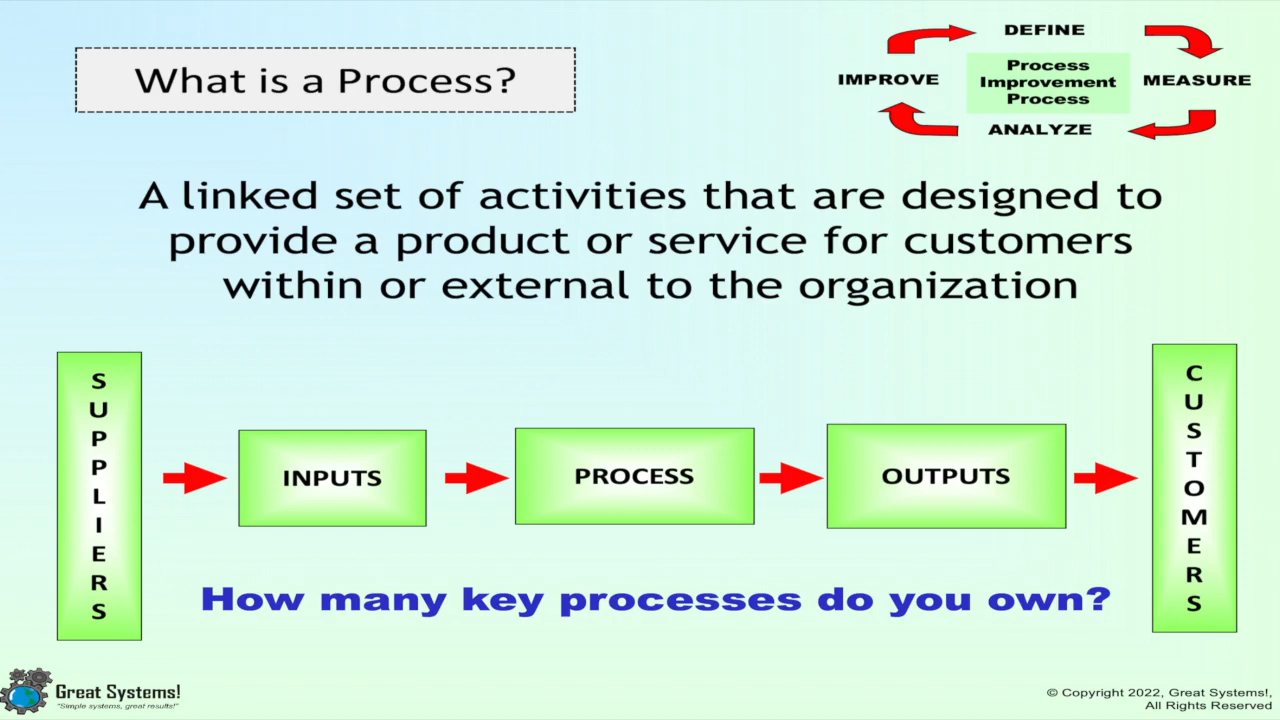 What is a Process?
DEFINE
IMPROVE
Process
Improvement
Process
MEASURE
ANALYZE
A linked set of activities that are designed to
provide a product or service for customers
within or external to the organization
SUPPLIERS
INPUTS
PROCESS
OUTPUTS
CUSTOMERS
How many key processes do you own?
Great Systems!
"Simple systems, great results!"
© Copyright 2022, Great Systems!,
All Rights Reserved